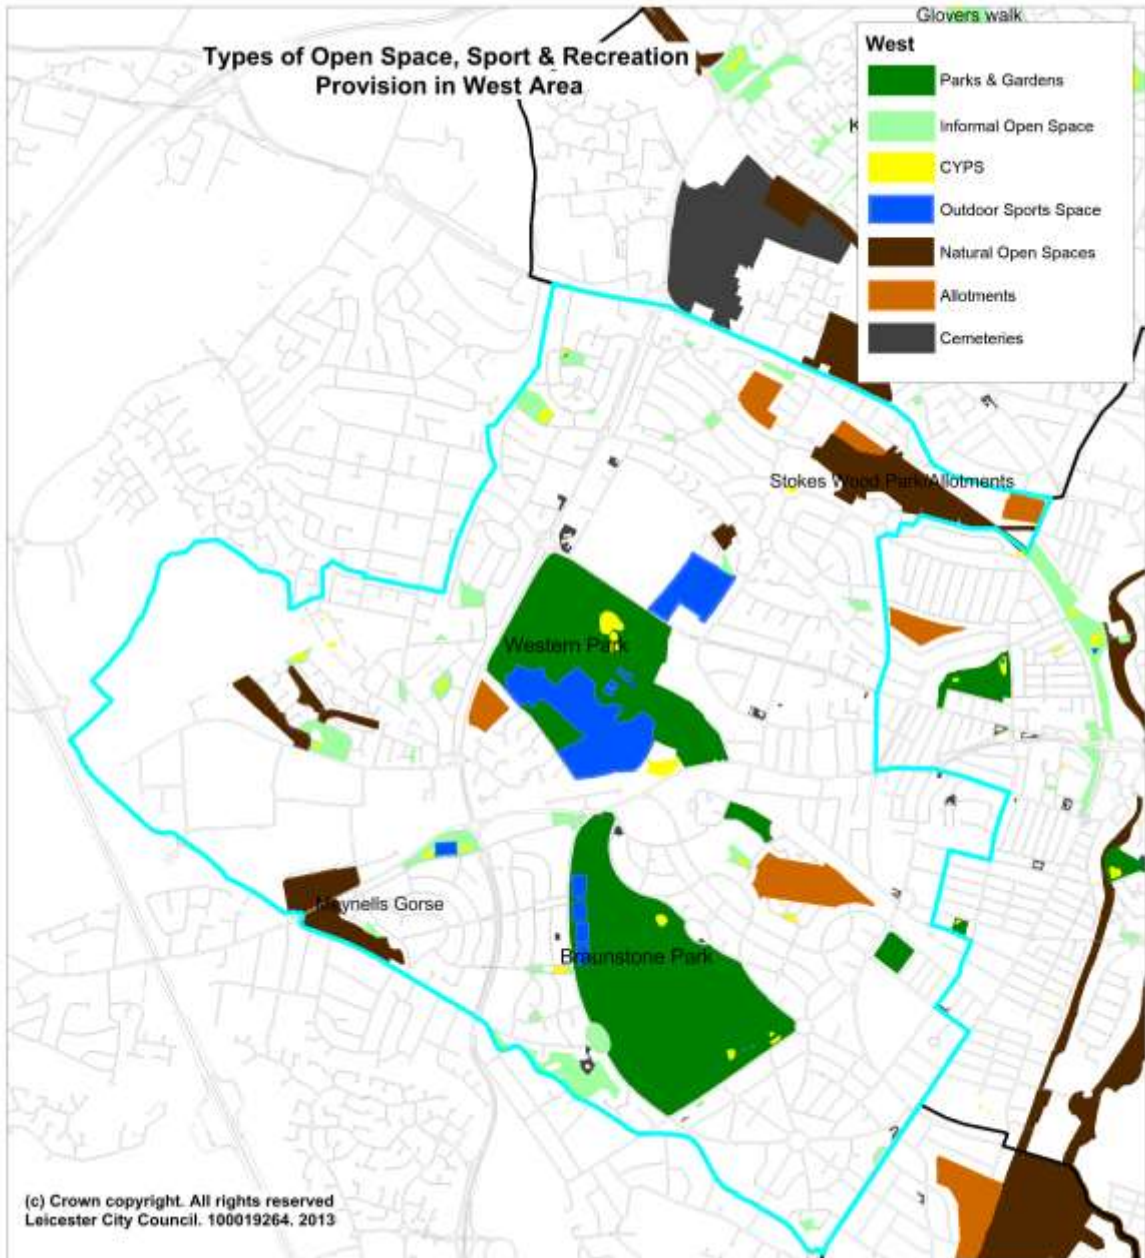 Glovers walk
Types of Open Space, Sport & Recreation
Provision in West Area
West
Parks & Gardens
Informal Open Space
CYPS
Outdoor Sports Space
Natural Open Spaces
Allotments
Cemeteries
K
Stokes Wood Park/Allotments
Western Park
Meynells Gorse
Braunstone Park
(c) Crown copyright. All rights reserved
Leicester City Council. 100019264. 2013